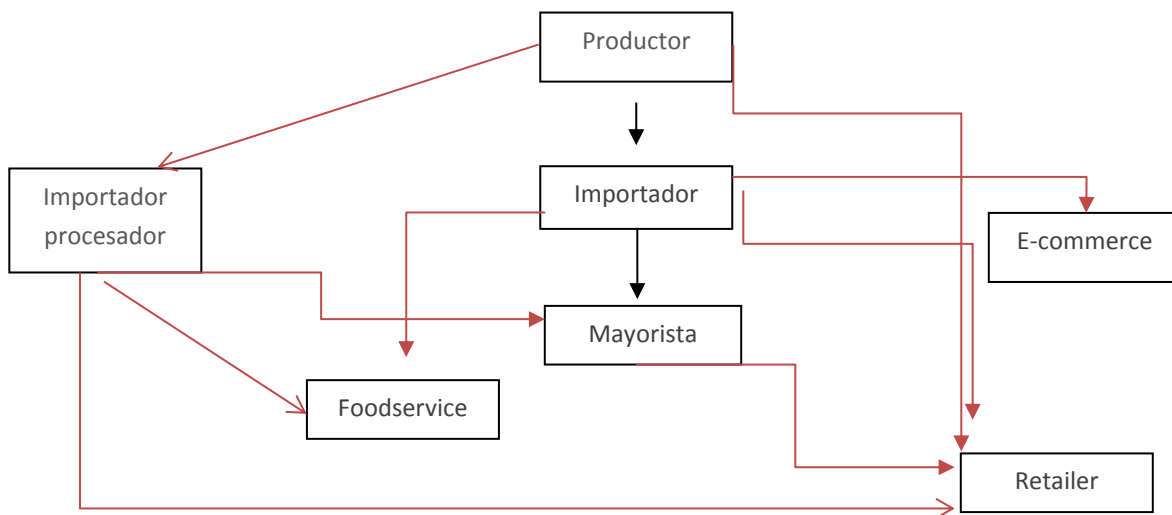 Productor
Importador
procesador
Importador
E-commerce
Mayorista
Foodservice
Retailer